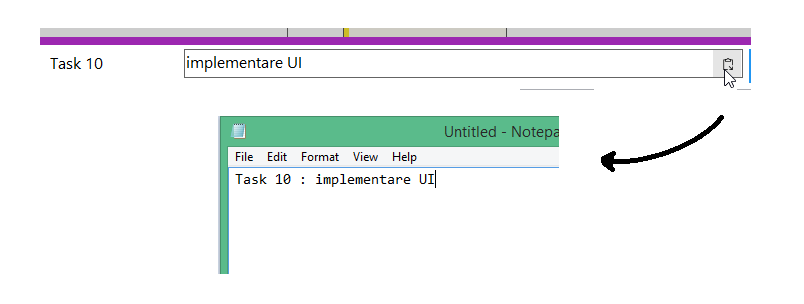 Task 10 implementare UI
Untitled - Notepa
File Edit Format View Help
Task 10 : implementare UI